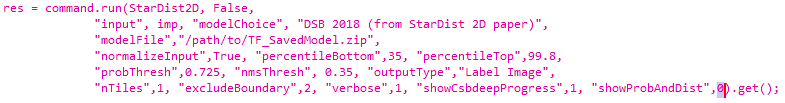 res = command.run(StarDist2D, False,
"input", imp, "modelChoice", "DSB 2018 (from StarDist 2D paper)",
"modelFile","/path/to/TF_SavedModel.zip",
"normalizeInput",True, "percentileBottom",35, "percentileTop",99.8,
"probThresh",0.725, "nmsThresh", 0.35, "outputType","Label Image",
"nTiles",1, "excludeBoundary",2, "verbose",1, "showCsbdeepProgress",1, "showProbAndDist",0).get();